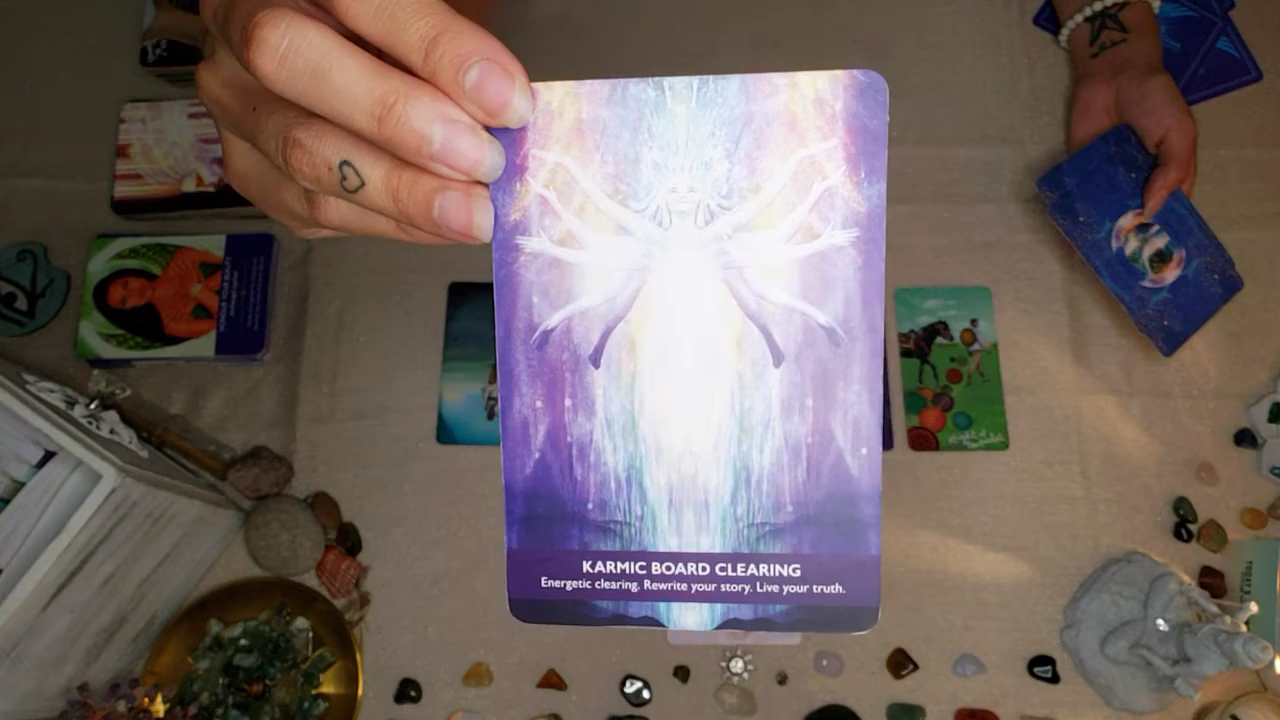 KARMIC BOARD CLEARING
Energetic clearing. Rewrite your story. Live your truth.